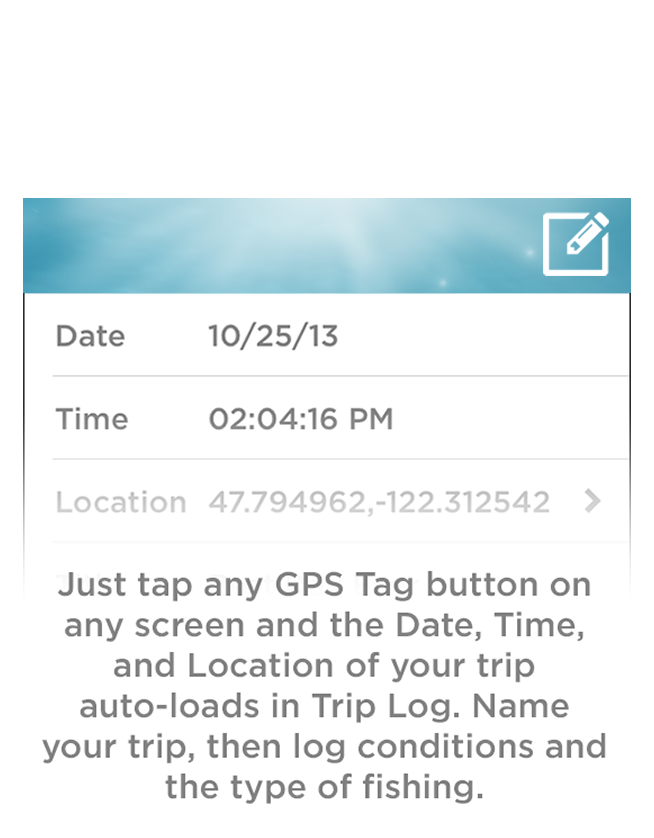 Date 10/25/13
Time 02:04:16 PM
Location 47.794962,-122.312542
Just tap any GPS Tag button on
any screen and the Date, Time,
and Location of your trip
auto-loads in Trip Log. Name
your trip, then log conditions and
the type of fishing.